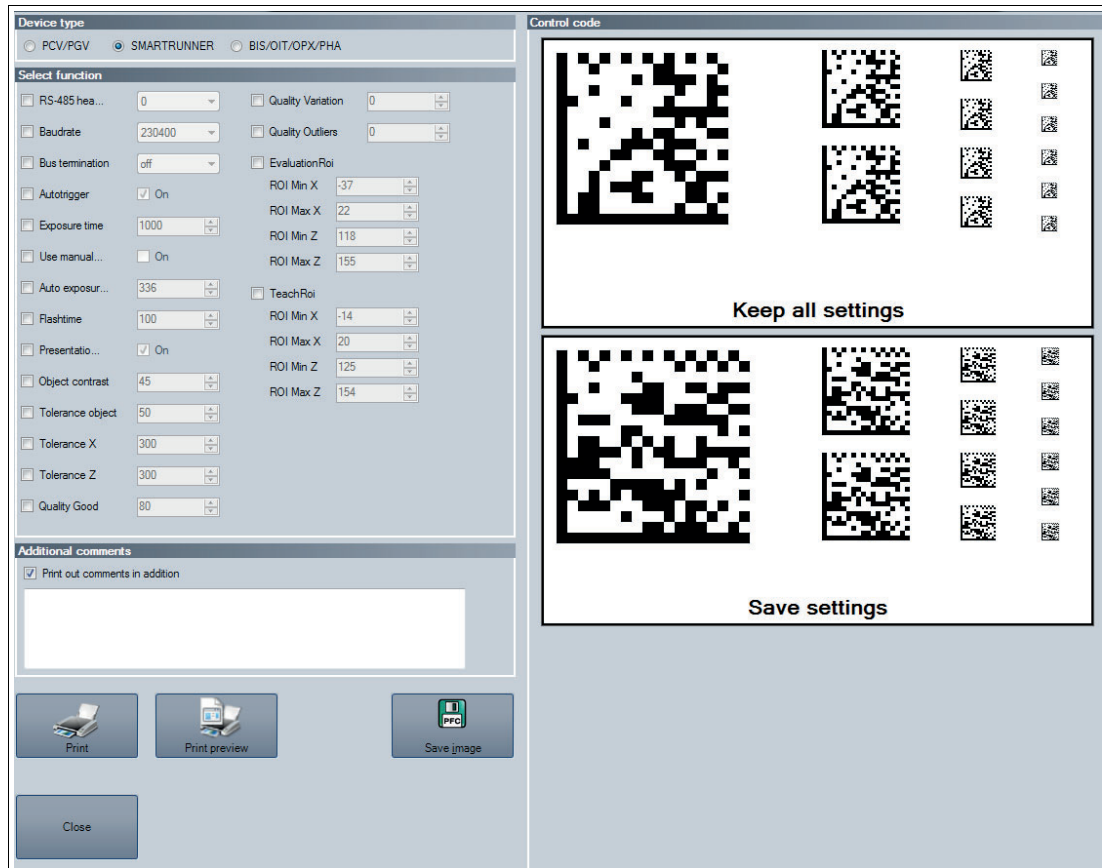 Device type
PCV/PGV SMARTRUNNER BIS/OIT/OPX/PHA
Select function
RS-485 hea... 0
Baudrate 230400
Bus termination off
Autotrigger On
Exposure time 1000
Use manual... On
Auto exposur... 336
Flashtime 100
Presentatio... On
Object contrast 45
Tolerance object 50
Tolerance X 300
Tolerance Z 300
Quality Good 80
Quality Variation 0
Quality Outliers 0
EvaluationRoi
ROI Min X -37
ROI Max X 22
ROI Min Z 118
ROI Max Z 155
TeachRoi
ROI Min X -14
ROI Max X 20
ROI Min Z 125
ROI Max Z 154
Additional comments
Print out comments in addition
Print
Print preview
PFC
Save image
Close
Control code
Keep all settings
Save settings